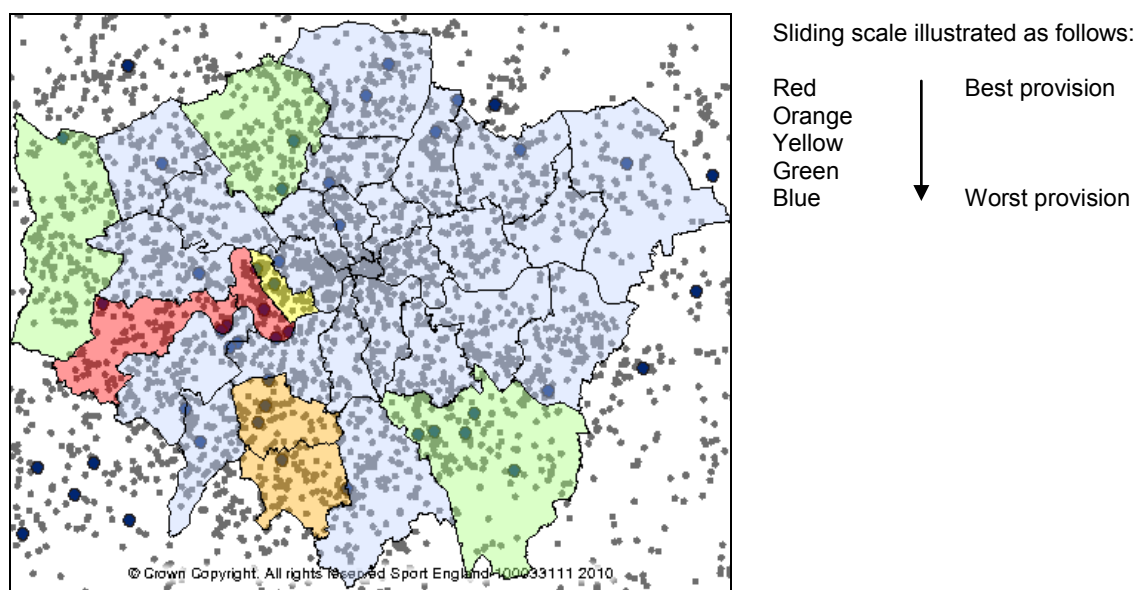 Sliding scale illustrated as follows:
Red Best provision
Orange
Yellow
Green
Blue Worst provision
© Crown Copyright. All rights reserved Sport England 100033111 2010